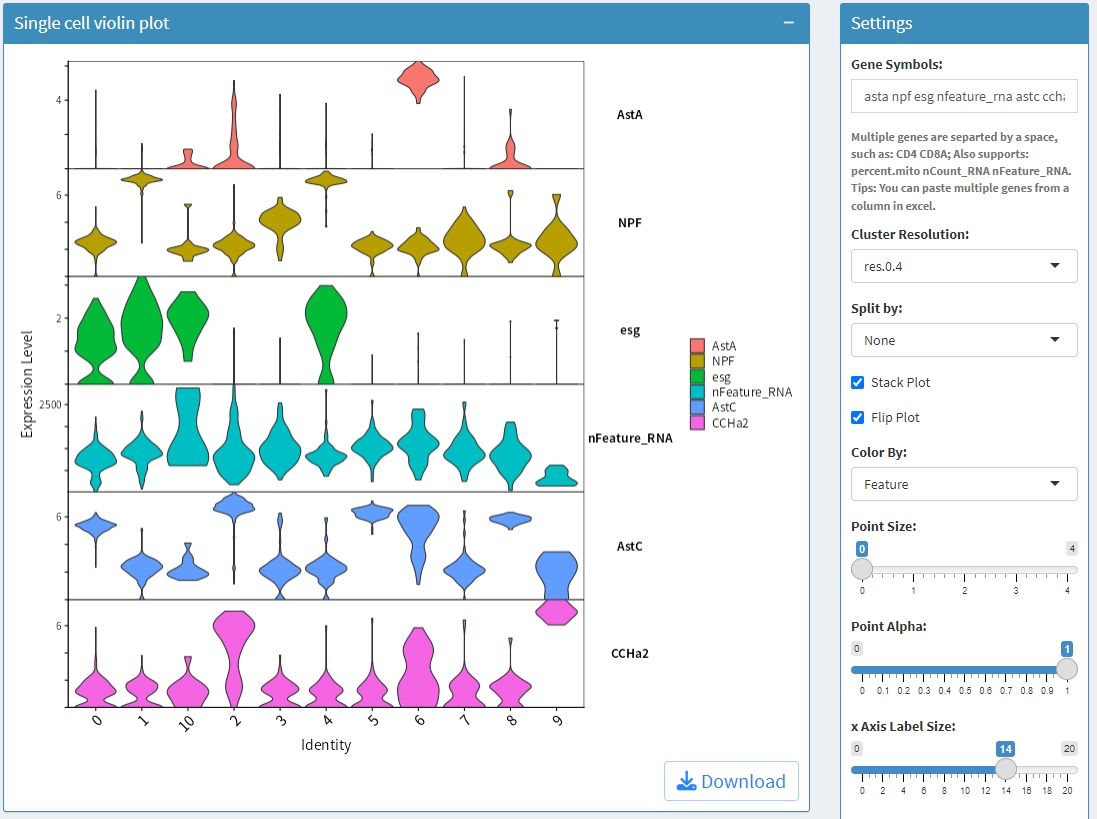 Single cell violin plot
AstA
4
NPF
6
esg
2
nFeature_RNA
2500
AstC
6
CCHa2
6
Expression Level
0 1 10 2 3 4 5 6 7 8 9
Identity
AstA
NPF
esg
nFeature_RNA
AstC
CCHa2
Download
Settings
Gene Symbols:
asta npf esg nfeature_rna astc ccha
Multiple genes are separted by a space,
such as: CD4 CD8A; Also supports:
percent.mito nCount_RNA nFeature_RNA.
Tips: You can paste multiple genes from a
column in excel.
Cluster Resolution:
res.0.4
Split by:
None
Stack Plot
Flip Plot
Color By:
Feature
Point Size:
0 4
0 1 2 3 4
Point Alpha:
0 1
0 0.1 0.2 0.3 0.4 0.5 0.6 0.7 0.8 0.9 1
x Axis Label Size:
0 14 20
0 2 4 6 8 10 12 14 16 18 20